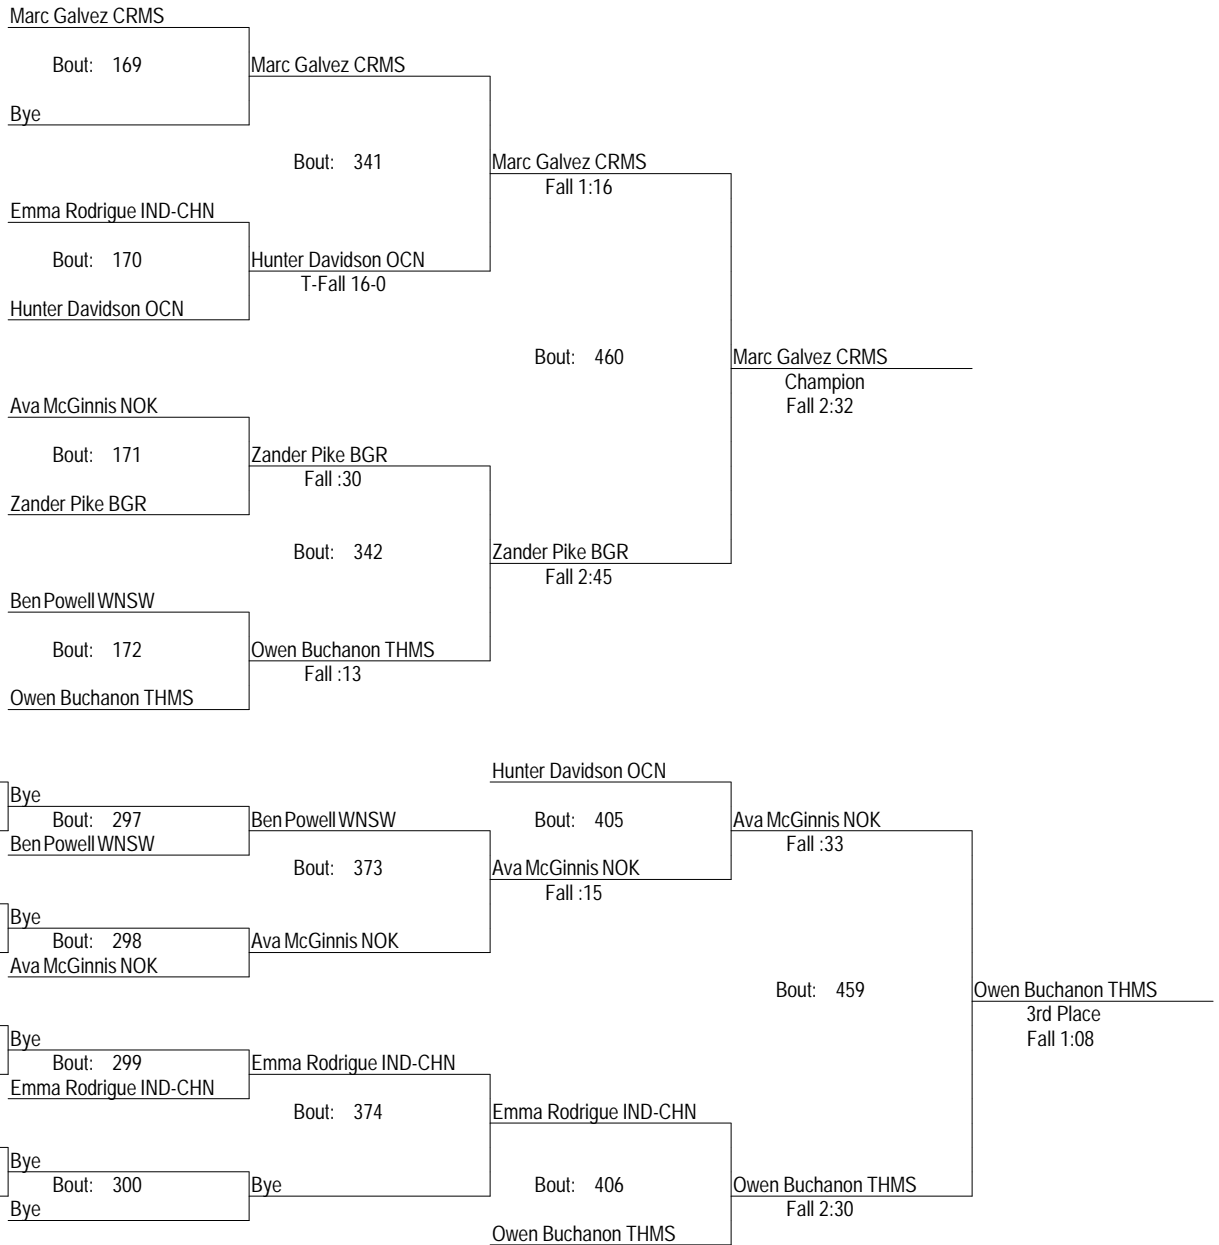 Marc Galvez CRMS
Bout: 169
Marc Galvez CRMS
Bye
Bout: 341
Marc Galvez CRMS
Fall 1:16
Emma Rodrigue IND-CHN
Bout: 170
Hunter Davidson OCN
T-Fall 16-0
Hunter Davidson OCN
Bout: 460
Marc Galvez CRMS
Champion
Fall 2:32
Ava McGinnis NOK
Bout: 171
Zander Pike BGR
Fall :30
Zander Pike BGR
Bout: 342
Zander Pike BGR
Fall 2:45
Ben Powell WNSW
Bout: 172
Owen Buchanon THMS
Fall :13
Owen Buchanon THMS
Hunter Davidson OCN
Bye
Bout: 297
Ben Powell WNSW
Bout: 405
Ava McGinnis NOK
Fall :33
Ben Powell WNSW
Bout: 373
Ava McGinnis NOK
Fall :15
Bye
Bout: 298
Ava McGinnis NOK
Ava McGinnis NOK
Bout: 459
Owen Buchanon THMS
3rd Place
Fall 1:08
Bye
Bout: 299
Emma Rodrigue IND-CHN
Emma Rodrigue IND-CHN
Bout: 374
Emma Rodrigue IND-CHN
Bye
Bout: 300
Bye
Bout: 406
Owen Buchanon THMS
Fall 2:30
Bye
Owen Buchanon THMS